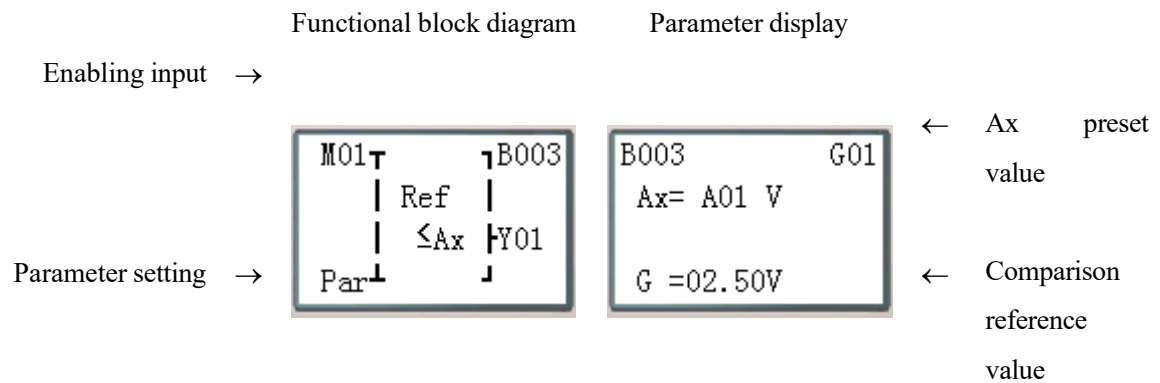 Functional block diagram Parameter display
Enabling input →
← Ax preset
value
M01 B003
Ref
≤Ax Y01
Par
B003 G01
Ax= A01 V
G =02.50V
Parameter setting →
← Comparison
reference
value